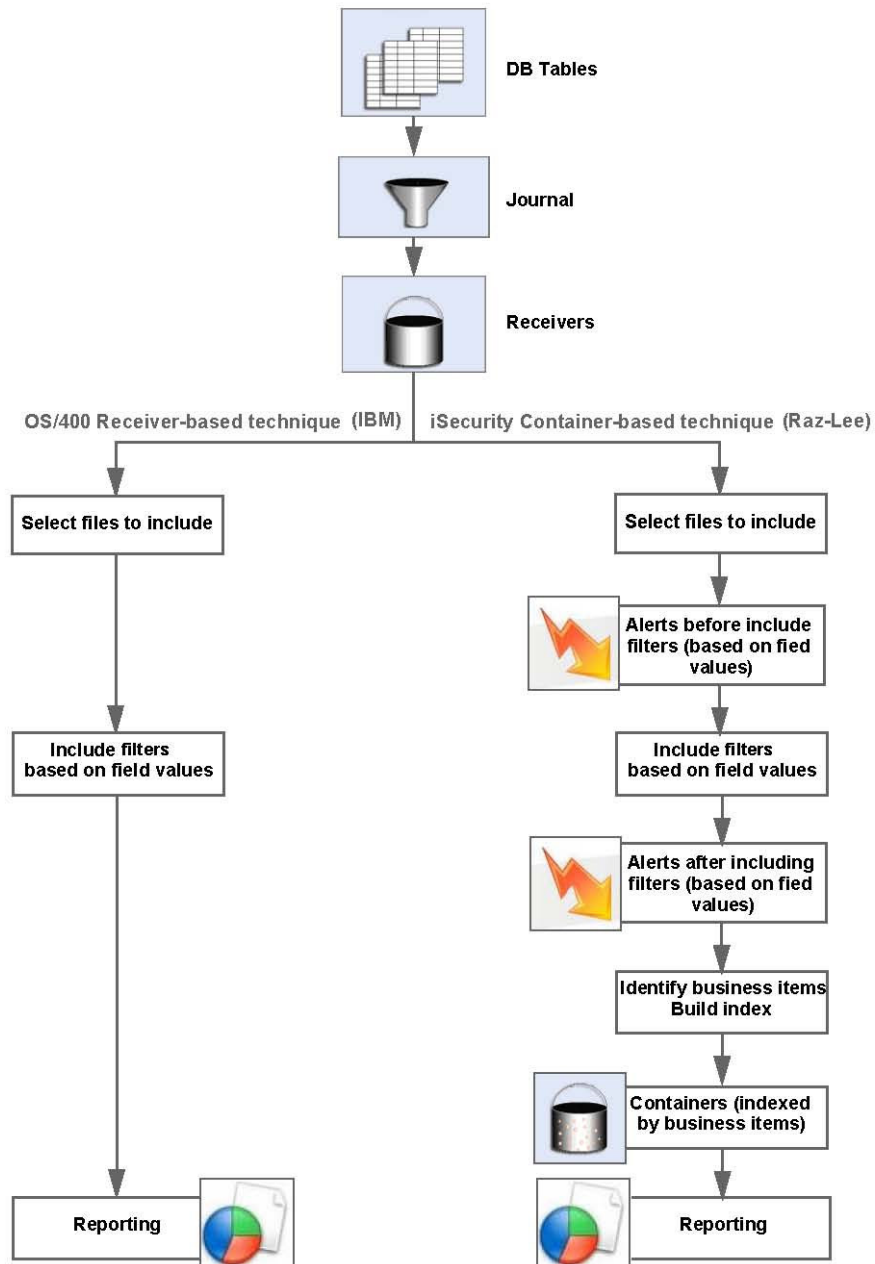 DB Tables
Journal
Receivers
OS/400 Receiver-based technique (IBM)
iSecurity Container-based technique (Raz-Lee)
Select files to include
Include filters
based on field values
Reporting
Select files to include
Alerts before include
filters (based on fied
values)
Include filters
based on field values
Alerts after including
filters (based on fied
values)
Identify business items
Build index
Containers (indexed
by business items)
Reporting